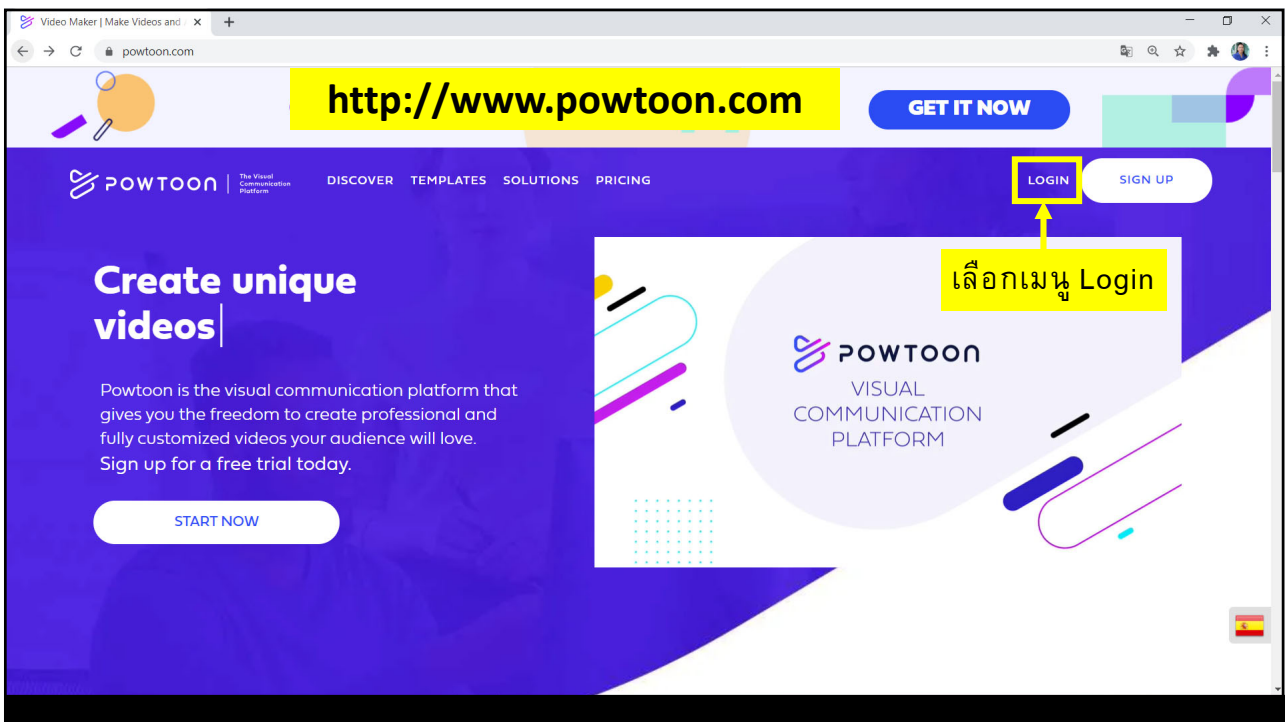 Video Maker | Make Videos and
powtoon.com
http://www.powtoon.com
GET IT NOW
POWTOON
The Visual
Communication
Platform
DISCOVER TEMPLATES SOLUTIONS PRICING
LOGIN
SIGN UP
เลือกเมนู Login
Create unique
videos
Powtoon is the visual communication platform that
gives you the freedom to create professional and
fully customized videos your audience will love.
Sign up for a free trial today.
START NOW
POWTOON
VISUAL
COMMUNICATION
PLATFORM